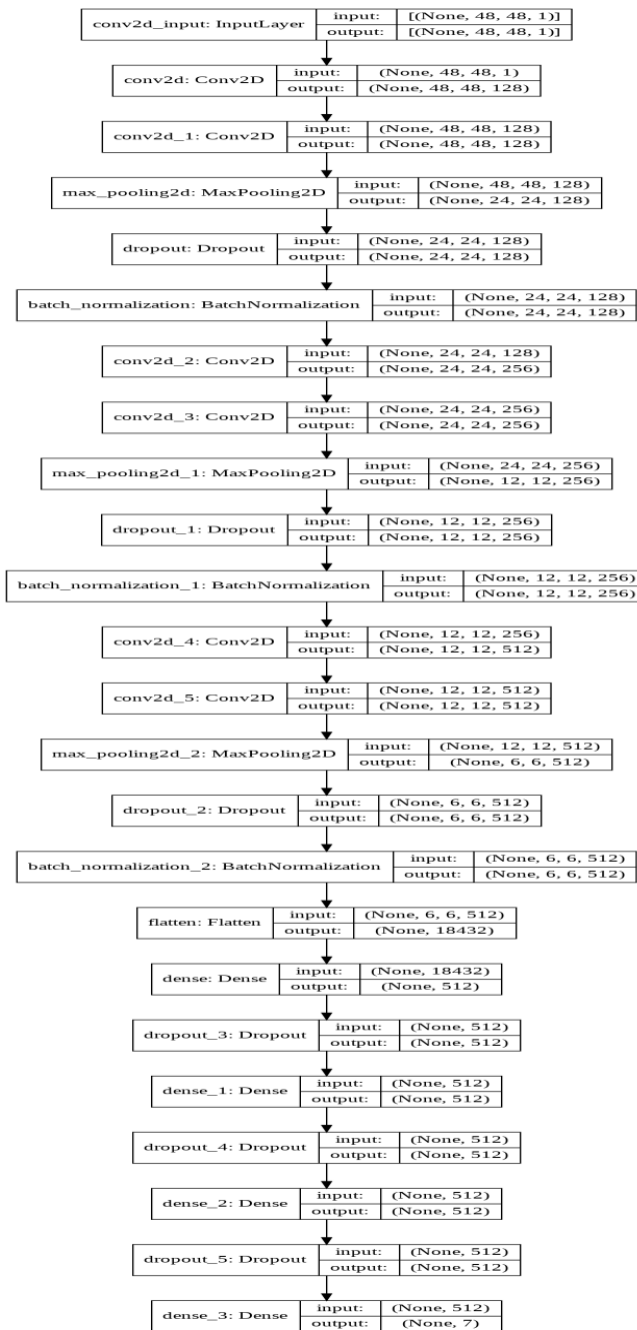 conv2d_input: InputLayer input: [(None, 48, 48, 1)]
output: [(None, 48, 48, 1)]
conv2d: Conv2D input: (None, 48, 48, 1)
output: (None, 48, 48, 128)
conv2d_1: Conv2D input: (None, 48, 48, 128)
output: (None, 48, 48, 128)
max_pooling2d: MaxPooling2D input: (None, 48, 48, 128)
output: (None, 24, 24, 128)
dropout: Dropout input: (None, 24, 24, 128)
output: (None, 24, 24, 128)
batch_normalization: BatchNormalization input: (None, 24, 24, 128)
output: (None, 24, 24, 128)
conv2d_2: Conv2D input: (None, 24, 24, 128)
output: (None, 24, 24, 256)
conv2d_3: Conv2D input: (None, 24, 24, 256)
output: (None, 24, 24, 256)
max_pooling2d_1: MaxPooling2D input: (None, 24, 24, 256)
output: (None, 12, 12, 256)
dropout_1: Dropout input: (None, 12, 12, 256)
output: (None, 12, 12, 256)
batch_normalization_1: BatchNormalization input: (None, 12, 12, 256)
output: (None, 12, 12, 256)
conv2d_4: Conv2D input: (None, 12, 12, 256)
output: (None, 12, 12, 512)
conv2d_5: Conv2D input: (None, 12, 12, 512)
output: (None, 12, 12, 512)
max_pooling2d_2: MaxPooling2D input: (None, 12, 12, 512)
output: (None, 6, 6, 512)
dropout_2: Dropout input: (None, 6, 6, 512)
output: (None, 6, 6, 512)
batch_normalization_2: BatchNormalization input: (None, 6, 6, 512)
output: (None, 6, 6, 512)
flatten: Flatten input: (None, 6, 6, 512)
output: (None, 18432)
dense: Dense input: (None, 18432)
output: (None, 512)
dropout_3: Dropout input: (None, 512)
output: (None, 512)
dense_1: Dense input: (None, 512)
output: (None, 512)
dropout_4: Dropout input: (None, 512)
output: (None, 512)
dense_2: Dense input: (None, 512)
output: (None, 512)
dropout_5: Dropout input: (None, 512)
output: (None, 512)
dense_3: Dense input: (None, 512)
output: (None, 7)